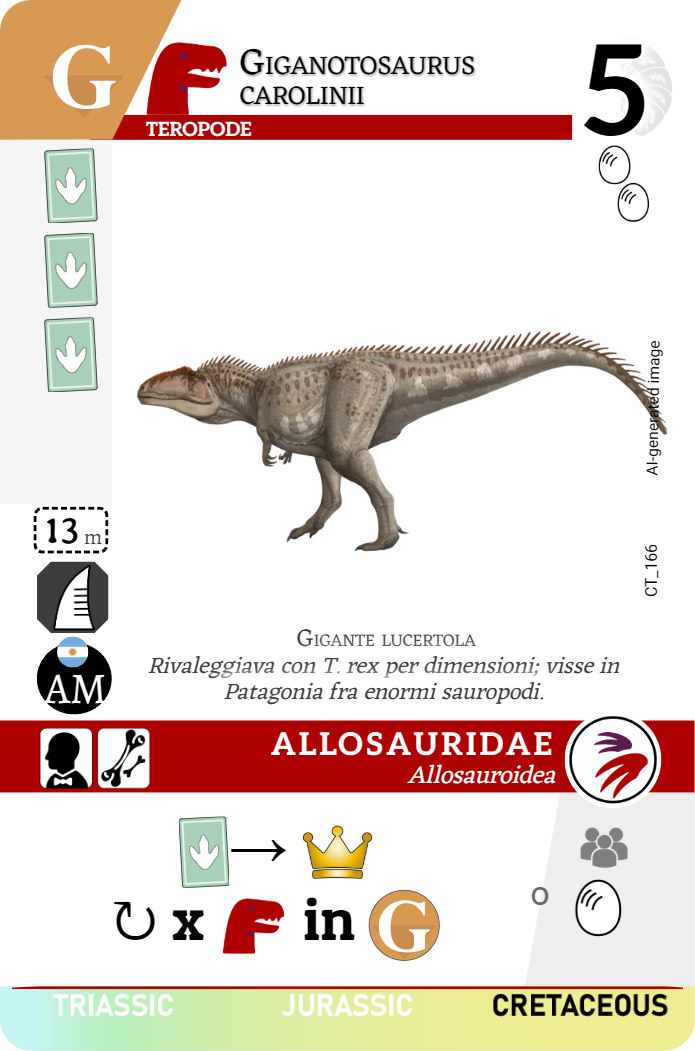 G
GIGANOTOSAURUS
CAROLINII
5
TEROPODE
AI-generated image
13 m
CT_166
AM
GIGANTE LUCERTOLA
Rivaleggiava con T. rex per dimensioni; visse in
Patagonia fra enormi sauropodi.
ALLOSAURIDAE
Allosauroidea
x in G
o
TRIASSIC JURASSIC CRETACEOUS